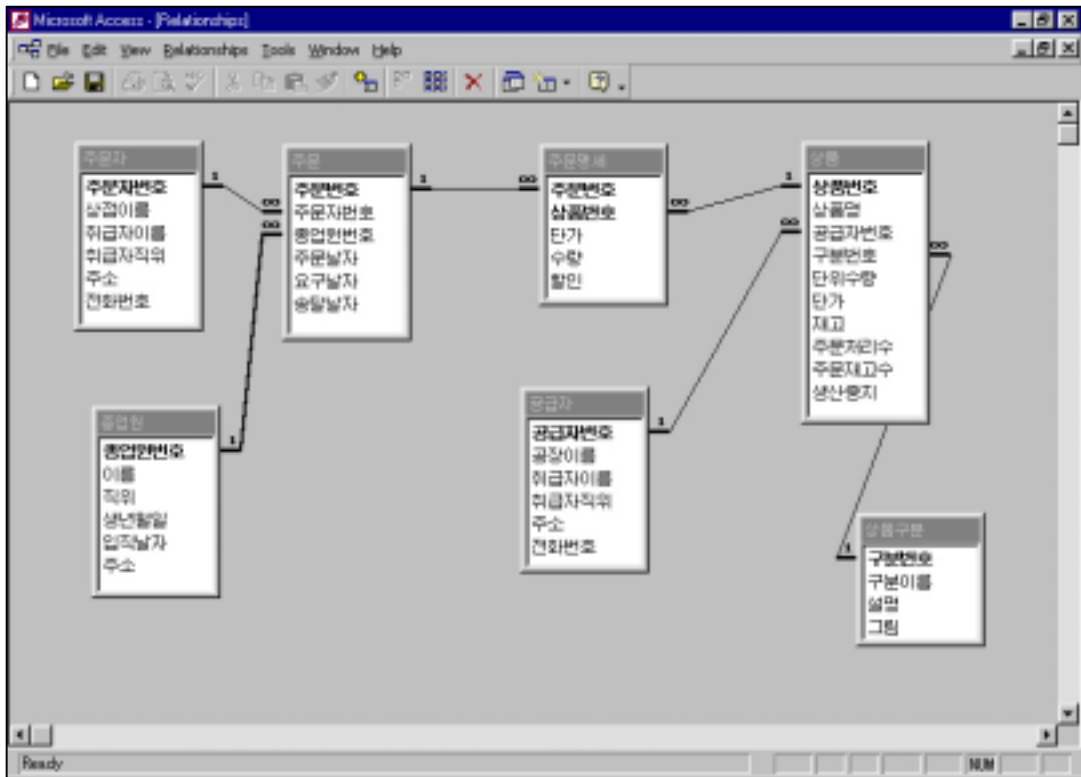 Microsoft Access - [Relationships]
File Edit View Relationships Tools Window Help
주문자
주문자번호
상점이름
취급자이름
취급자직위
주소
전화번호
주문
주문번호
주문자번호
종업원번호
주문날자
요구날자
송달날자
주문명세
주문번호
상품번호
단가
수량
할인
상품
상품번호
상품명
공급자번호
구분번호
단위수량
단가
재고
주문처리수
주문재고수
생산중지
종업원
종업원번호
이름
직위
생년월일
입직날자
주소
공급자
공급자번호
공장이름
취급자이름
취급자직위
주소
전화번호
상품구분
구분번호
구분이름
설명
그림
1
∞
1
∞
∞
1
∞
1
∞
1
∞
1
Ready
NUM